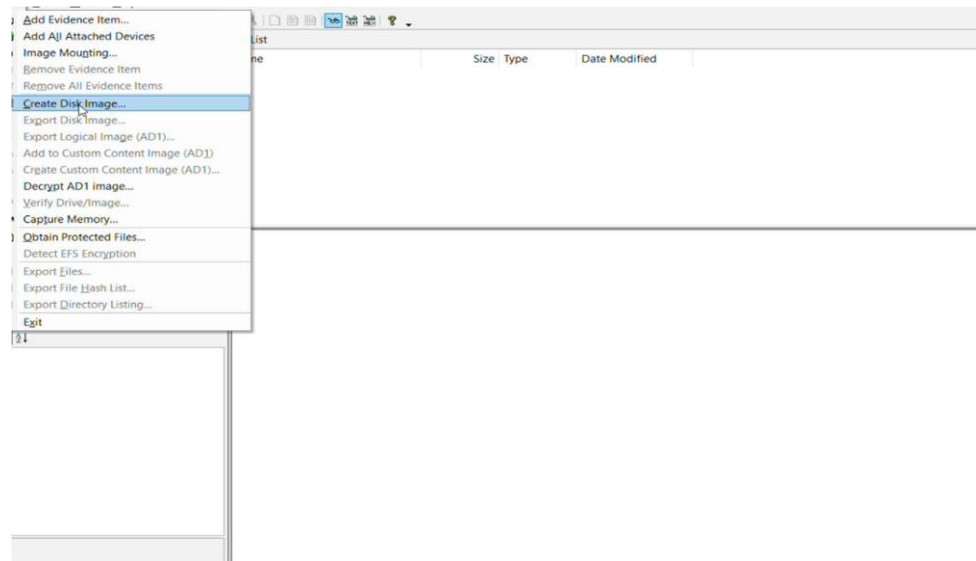 Add Evidence Item...
Add All Attached Devices
Image Mounting...
Remove Evidence Item
Remove All Evidence Items
Create Disk Image...
Export Disk Image...
Export Logical Image (AD1)...
Add to Custom Content Image (AD1)
Create Custom Content Image (AD1)...
Decrypt AD1 image...
Verify Drive/Image...
Capture Memory...
Obtain Protected Files...
Detect EFS Encryption
Export Files...
Export File Hash List...
Export Directory Listing...
Exit
List
Size Type Date Modified